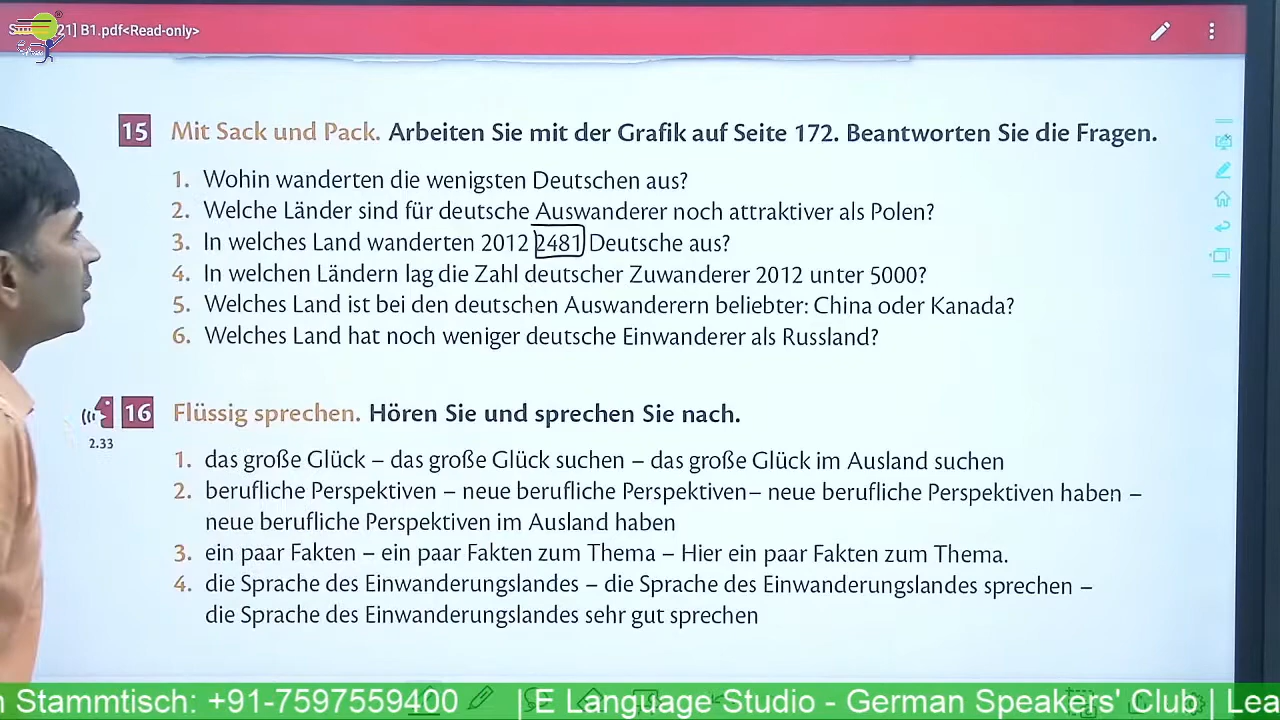 21] B1.pdf<Read-only>
15 Mit Sack und Pack. Arbeiten Sie mit der Grafik auf Seite 172. Beantworten Sie die Fragen.
1. Wohin wanderten die wenigsten Deutschen aus?
2. Welche Länder sind für deutsche Auswanderer noch attraktiver als Polen?
3. In welches Land wanderten 2012 2481 Deutsche aus?
4. In welchen Ländern lag die Zahl deutscher Zuwanderer 2012 unter 5000?
5. Welches Land ist bei den deutschen Auswanderern beliebter: China oder Kanada?
6. Welches Land hat noch weniger deutsche Einwanderer als Russland?
16 Flüssig sprechen. Hören Sie und sprechen Sie nach.
2.33
1. das große Glück – das große Glück suchen – das große Glück im Ausland suchen
2. berufliche Perspektiven – neue berufliche Perspektiven– neue berufliche Perspektiven haben –
neue berufliche Perspektiven im Ausland haben
3. ein paar Fakten – ein paar Fakten zum Thema – Hier ein paar Fakten zum Thema.
4. die Sprache des Einwanderungslandes – die Sprache des Einwanderungslandes sprechen –
die Sprache des Einwanderungslandes sehr gut sprechen
Stammtisch: +91-7597559400 |E Language Studio - German Speakers' Club | Lea